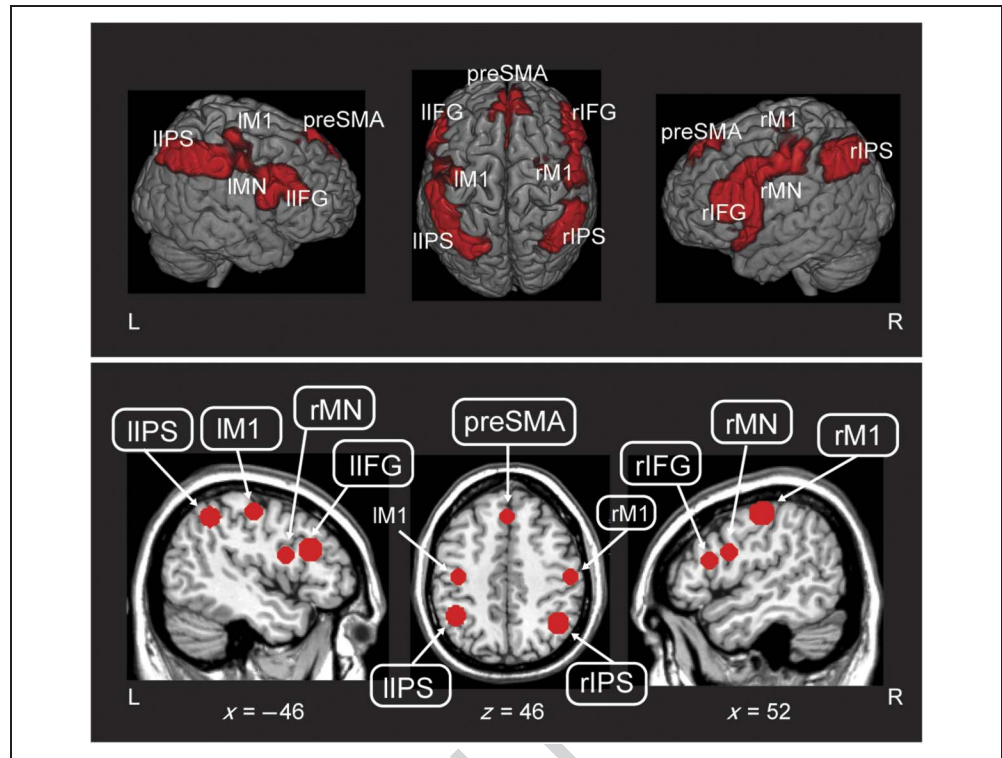 preSMA
lIPS
lM1
preSMA
lMN
lIFG
lIFG
rIFG
lM1
rM1
lIPS
rIPS
preSMA
rM1
rIPS
rMN
rIFG
L
R
lIPS
lM1
rMN
lIFG
preSMA
lM1
rM1
rIFG
rMN
rM1
lIPS
rIPS
L
R
x = −46
z = 46
x = 52